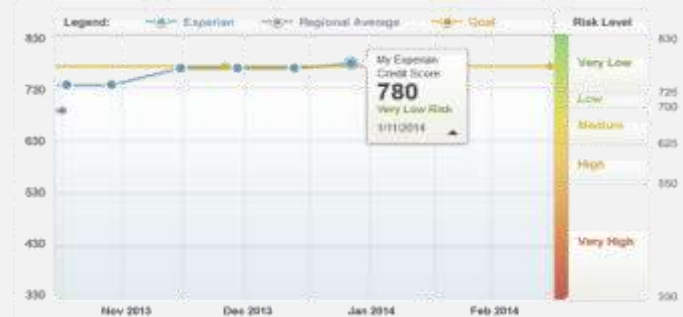 Legend: Experian Regional Average Goal Risk Level
830 830
Very Low
730 725
Low
700
Medium
630 625
High
550
530
430
Very High
330 330
My Experian
Credit Score
780
Very Low Risk
1/11/2014
Nov 2013 Dec 2013 Jan 2014 Feb 2014